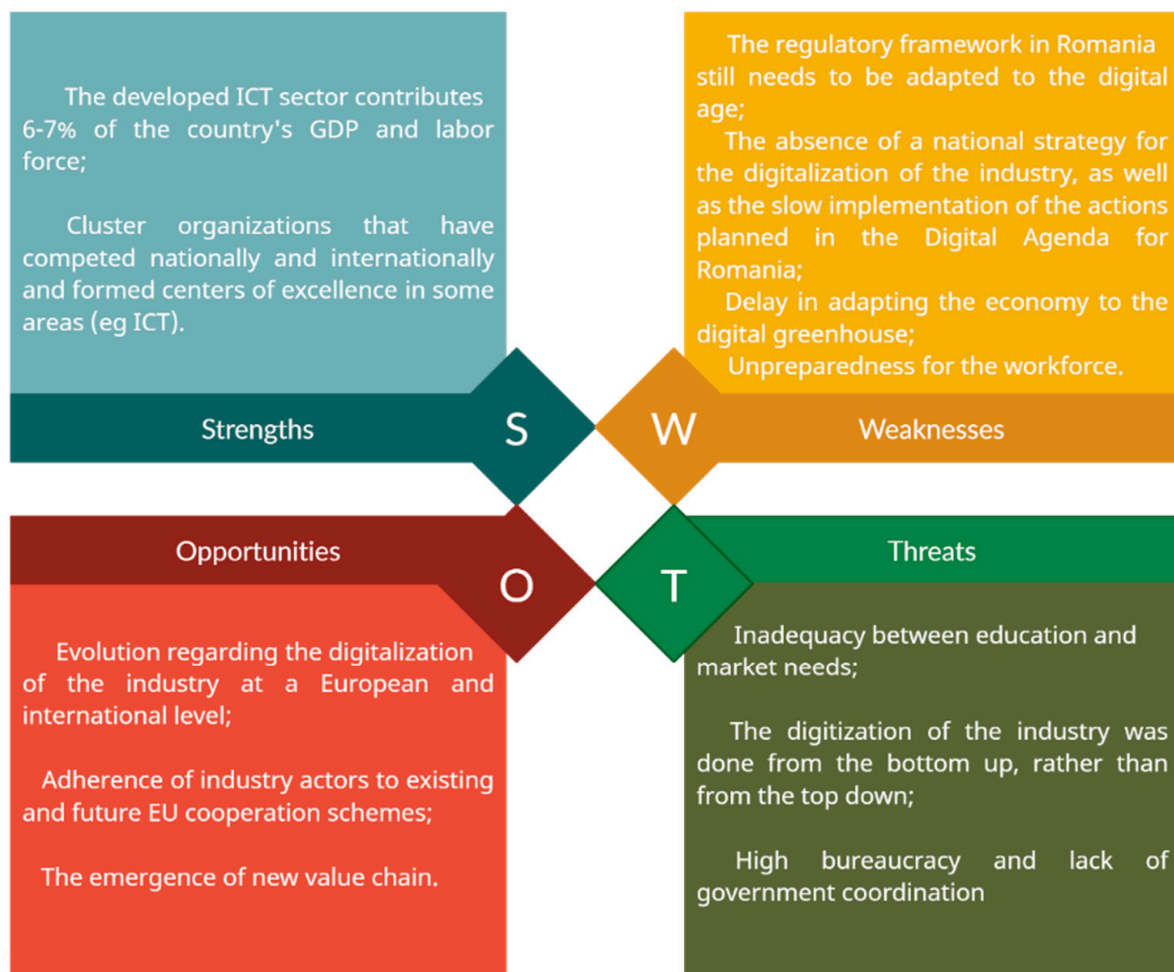 The developed ICT sector contributes
6-7% of the country's GDP and labor
force;
Cluster organizations that have
competed nationally and internationally
and formed centers of excellence in some
areas (eg ICT).
Strengths
S
The regulatory framework in Romania
still needs to be adapted to the digital
age;
The absence of a national strategy for
the digitalization of the industry, as well
as the slow implementation of the actions
planned in the Digital Agenda for
Romania;
Delay in adapting the economy to the
digital greenhouse;
Unpreparedness for the workforce.
W
Weaknesses
Opportunities
O
Evolution regarding the digitalization
of the industry at a European and
international level;
Adherence of industry actors to existing
and future EU cooperation schemes;
The emergence of new value chain.
T
Threats
Inadequacy between education and
market needs;
The digitization of the industry was
done from the bottom up, rather than
from the top down;
High bureaucracy and lack of
government coordination